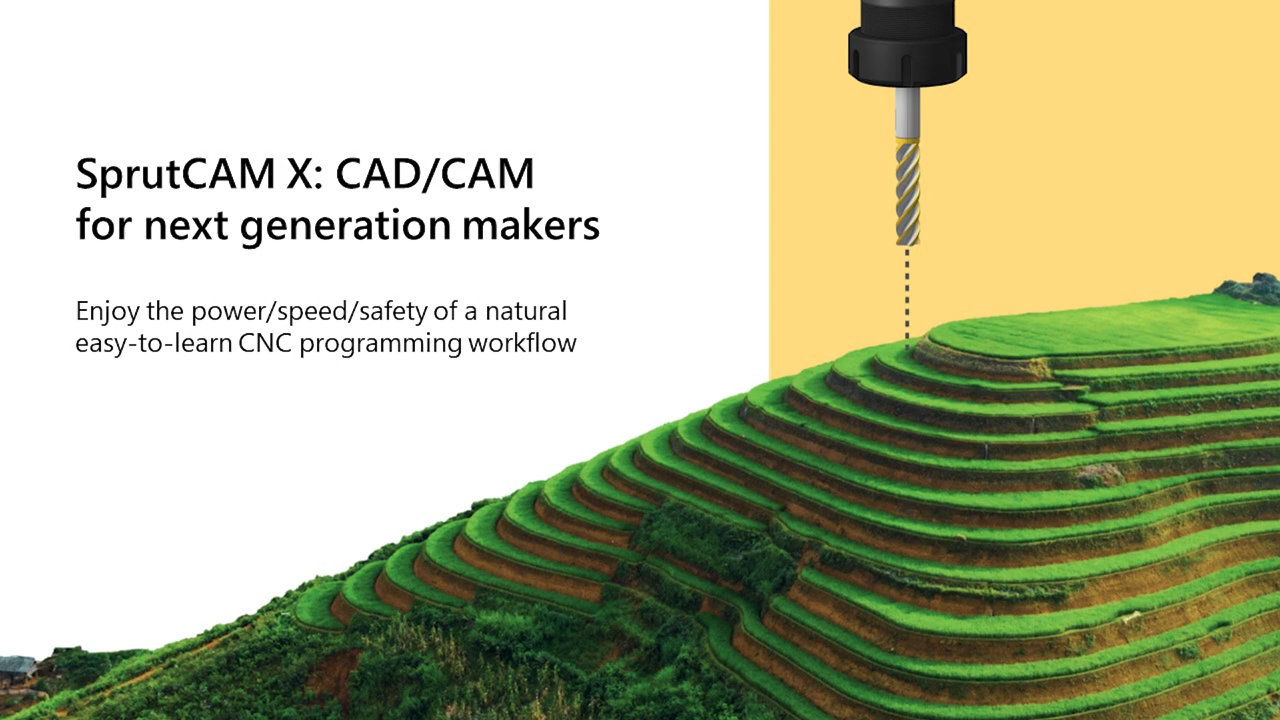 SprutCAM X: CAD/CAM
for next generation makers
Enjoy the power/speed/safety of a natural
easy-to-learn CNC programming workflow